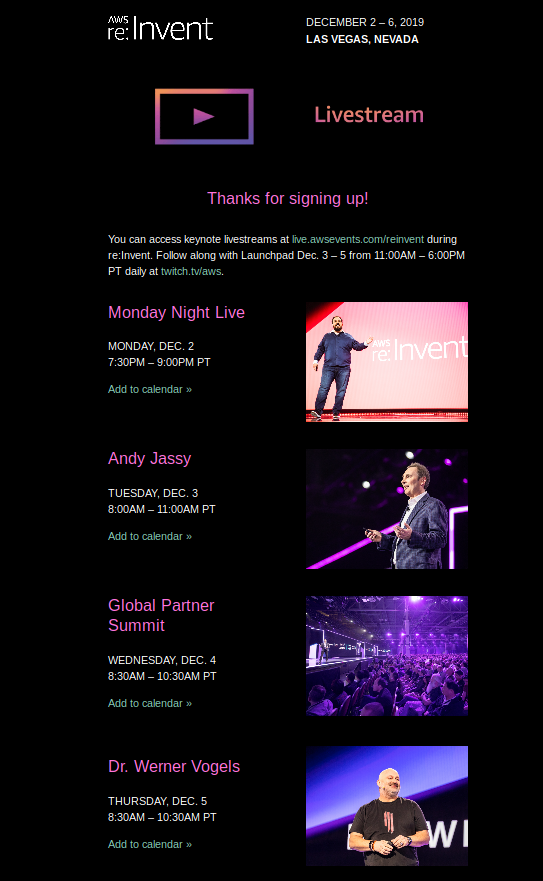 AWS
re:Invent
DECEMBER 2 – 6, 2019
LAS VEGAS, NEVADA
Livestream
Thanks for signing up!
You can access keynote livestreams at live.awsevents.com/reinvent during
re:Invent. Follow along with Launchpad Dec. 3 – 5 from 11:00AM – 6:00PM
PT daily at twitch.tv/aws.
Monday Night Live
MONDAY, DEC. 2
7:30PM – 9:00PM PT
Add to calendar »
AWS
re:Invent
Andy Jassy
TUESDAY, DEC. 3
8:00AM – 11:00AM PT
Add to calendar »
Global Partner
Summit
WEDNESDAY, DEC. 4
8:30AM – 10:30AM PT
Add to calendar »
Dr. Werner Vogels
THURSDAY, DEC. 5
8:30AM – 10:30AM PT
Add to calendar »